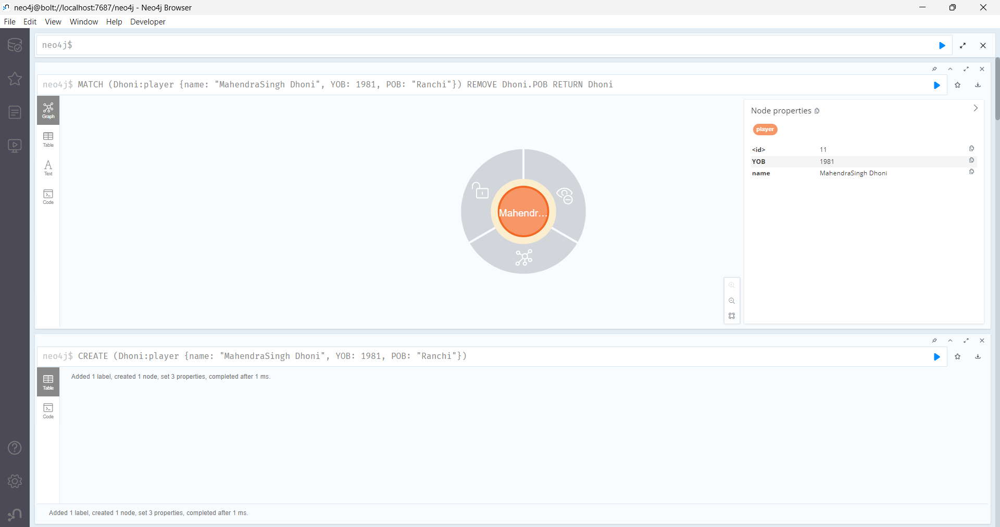 neo4j@bolt://localhost:7687/neo4j - Neo4j Browser
File Edit View Window Help Developer
neo4j$
neo4j$ MATCH (Dhoni:player {name: "MahendraSingh Dhoni", YOB: 1981, POB: "Ranchi"}) REMOVE Dhoni.POB RETURN Dhoni
Graph
Table
Text
Code
Mahendr...
Node properties
player
<id> 11
YOB 1981
name MahendraSingh Dhoni
neo4j$ CREATE (Dhoni:player {name: "MahendraSingh Dhoni", YOB: 1981, POB: "Ranchi"})
Table
Code
Added 1 label, created 1 node, set 3 properties, completed after 1 ms.
Added 1 label, created 1 node, set 3 properties, completed after 1 ms.